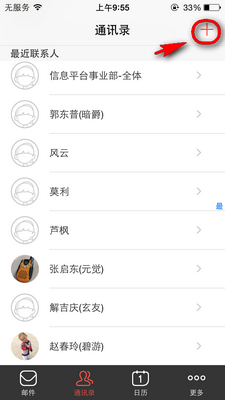 无服务 上午9:55 33%
通讯录 +
最近联系人
信息平台事业部-全体
郭东普(暗爵)
风云
莫利
最
芦枫
张启东(元觉)
解吉庆(玄友)
赵春玲(碧游)
邮件 通讯录 1 日历 更多